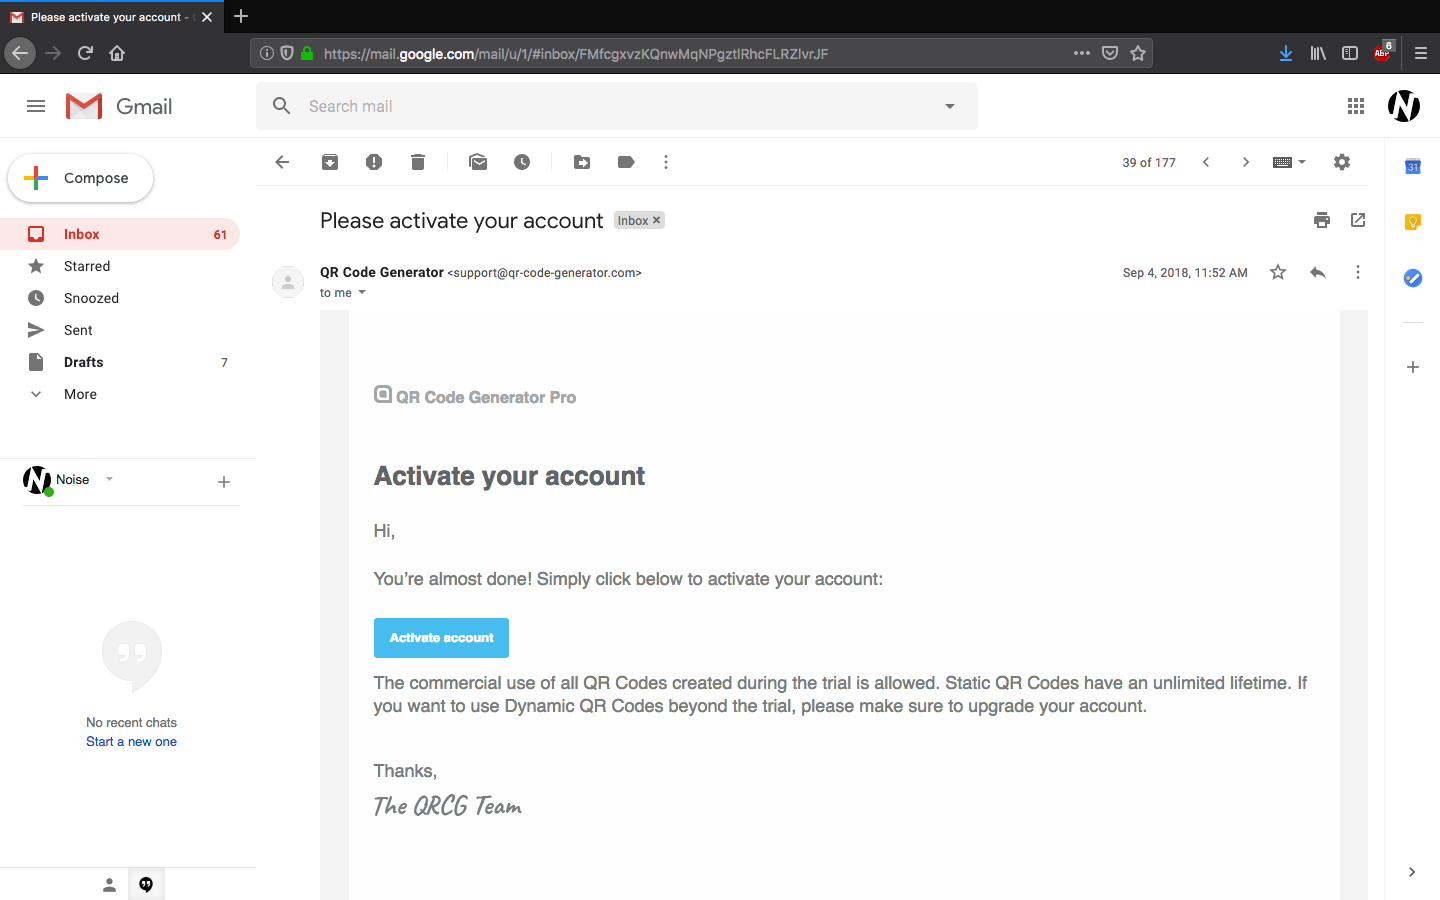 Please activate your account - 
https://mail.google.com/mail/u/1/#inbox/FMfcgxvzKQnwMqNPgztlRhcFLRZlvrJF
ABP
6
Gmail
Search mail
Compose
39 of 177
31
Please activate your account
Inbox
Inbox
61
Starred
Snoozed
Sent
Drafts
7
More
QR Code Generator <support@qr-code-generator.com>
Sep 4, 2018, 11:52 AM
to me
QR Code Generator Pro
Activate your account
Hi,
You're almost done! Simply click below to activate your account:
Activate account
The commercial use of all QR Codes created during the trial is allowed. Static QR Codes have an unlimited lifetime. If
you want to use Dynamic QR Codes beyond the trial, please make sure to upgrade your account.
Thanks,
The QRCG Team
N Noise
No recent chats
Start a new one